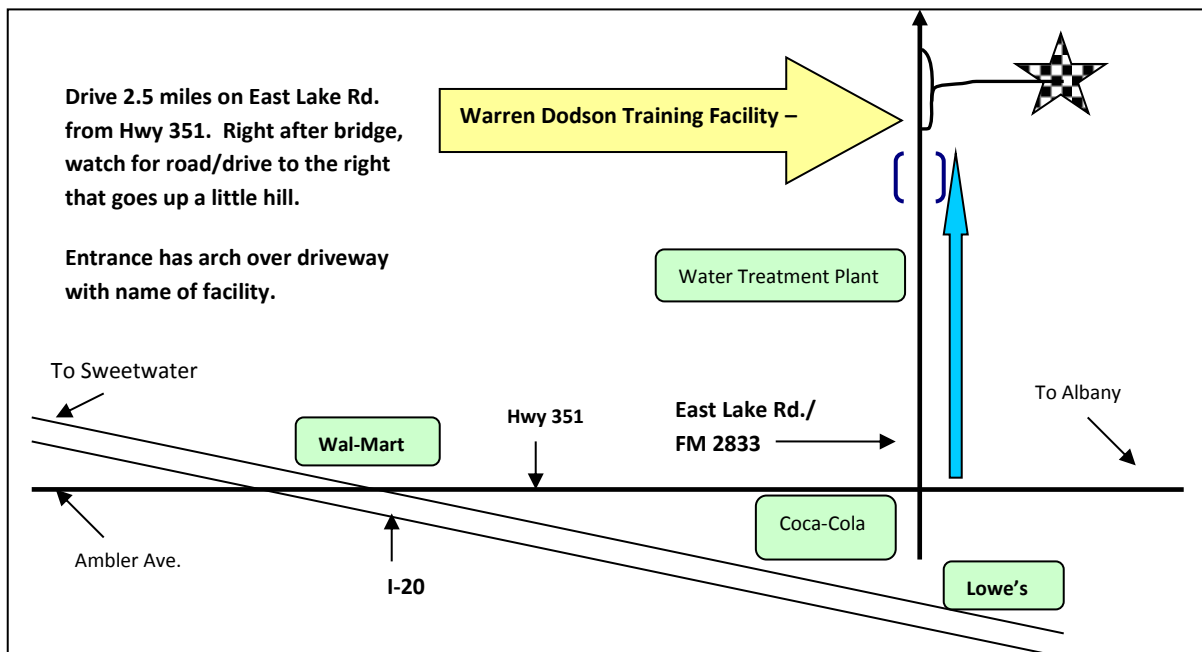 Drive 2.5 miles on East Lake Rd.
from Hwy 351.  Right after bridge,
watch for road/drive to the right
that goes up a little hill.
Entrance has arch over driveway
with name of facility.
Warren Dodson Training Facility –
Water Treatment Plant
To Sweetwater
Wal-Mart
Hwy 351
East Lake Rd./
FM 2833
To Albany
Ambler Ave.
I-20
Coca-Cola
Lowe's